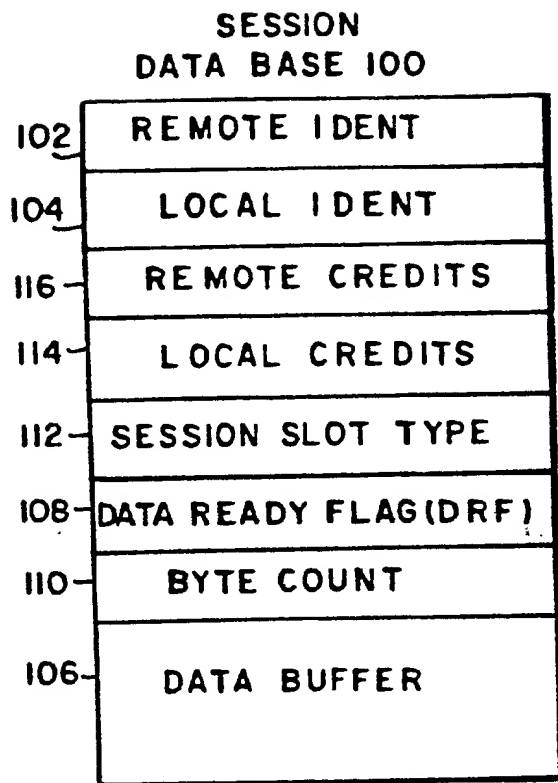 SESSION
DATA BASE 100
102 REMOTE IDENT
104 LOCAL IDENT
116 REMOTE CREDITS
114 LOCAL CREDITS
112 SESSION SLOT TYPE
108 DATA READY FLAG(DRF)
110 BYTE COUNT
106 DATA BUFFER